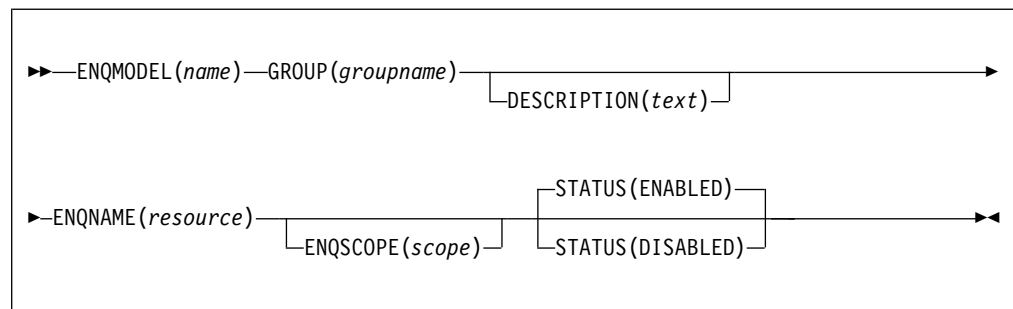 ENQMODEL(name) GROUP(groupname)
DESCRIPTION(text)
STATUS(ENABLED)
ENQNAME(resource)
ENQSCOPE(scope) STATUS(DISABLED)